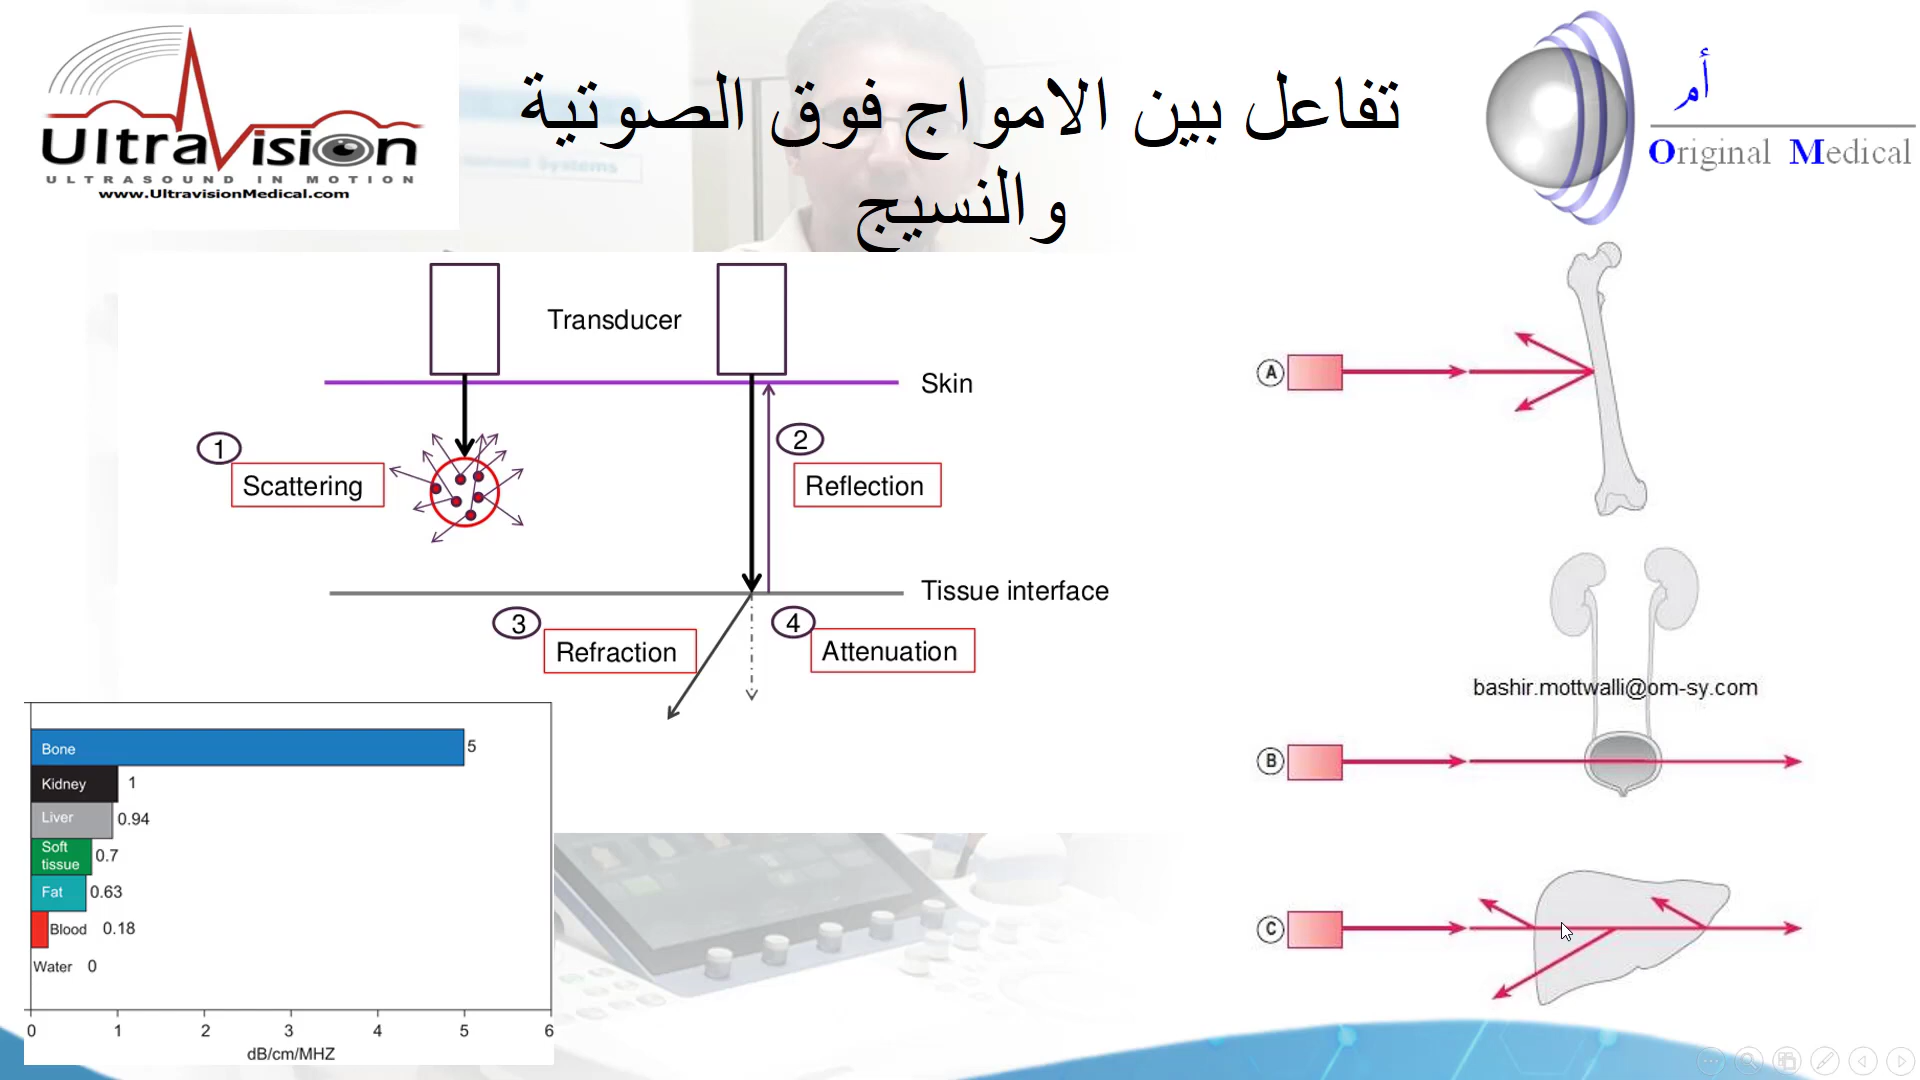 UltraVision
ULTRASOUND IN MOTION
www.UltravisionMedical.com
تفاعل بين الامواج فوق الصوتية
والنسيج
أم
Original Medical
Transducer
Skin
1
Scattering
2
Reflection
Tissue interface
3
Refraction
4
Attenuation
A
bashir.mottwalli@om-sy.com
B
C
Bone 5
Kidney 1
Liver 0.94
Soft
tissue 0.7
Fat 0.63
Blood 0.18
Water 0
0 1 2 3 4 5 6
dB/cm/MHZ